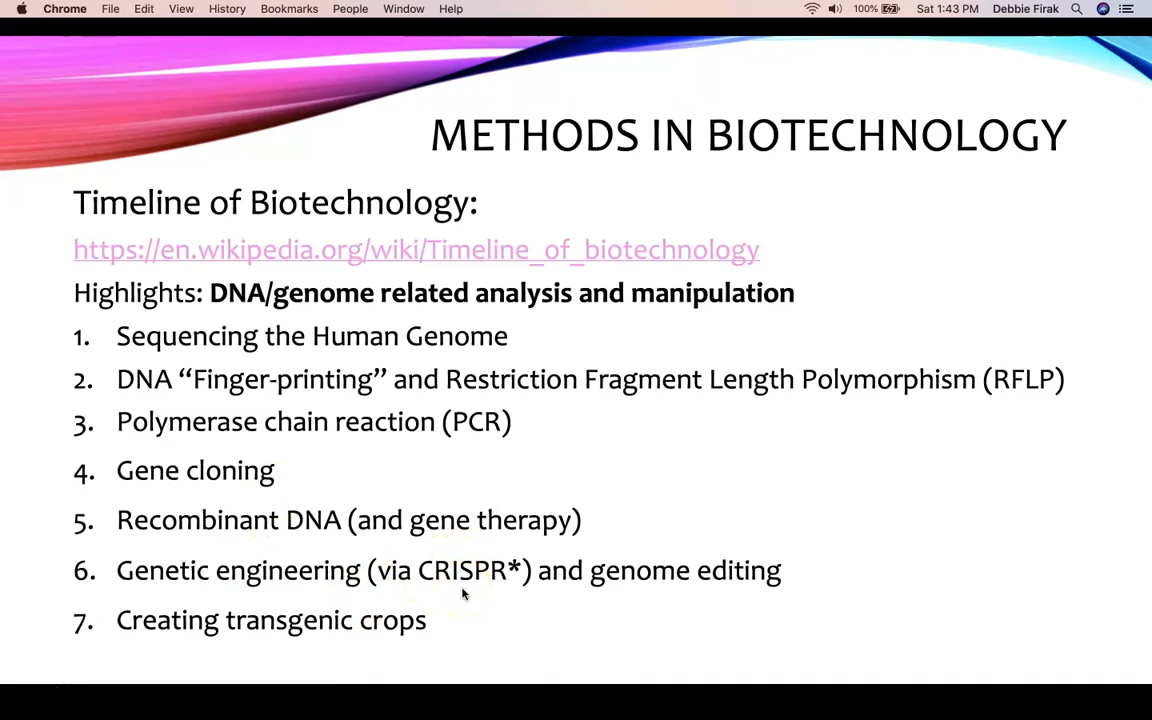 Chrome File Edit View History Bookmarks People Window Help 100% Sat 1:43 PM Debbie Firak
METHODS IN BIOTECHNOLOGY
Timeline of Biotechnology:
https://en.wikipedia.org/wiki/Timeline_of_biotechnology
Highlights: DNA/genome related analysis and manipulation
1. Sequencing the Human Genome
2. DNA “Finger-printing” and Restriction Fragment Length Polymorphism (RFLP)
3. Polymerase chain reaction (PCR)
4. Gene cloning
5. Recombinant DNA (and gene therapy)
6. Genetic engineering (via CRISPR*) and genome editing
7. Creating transgenic crops